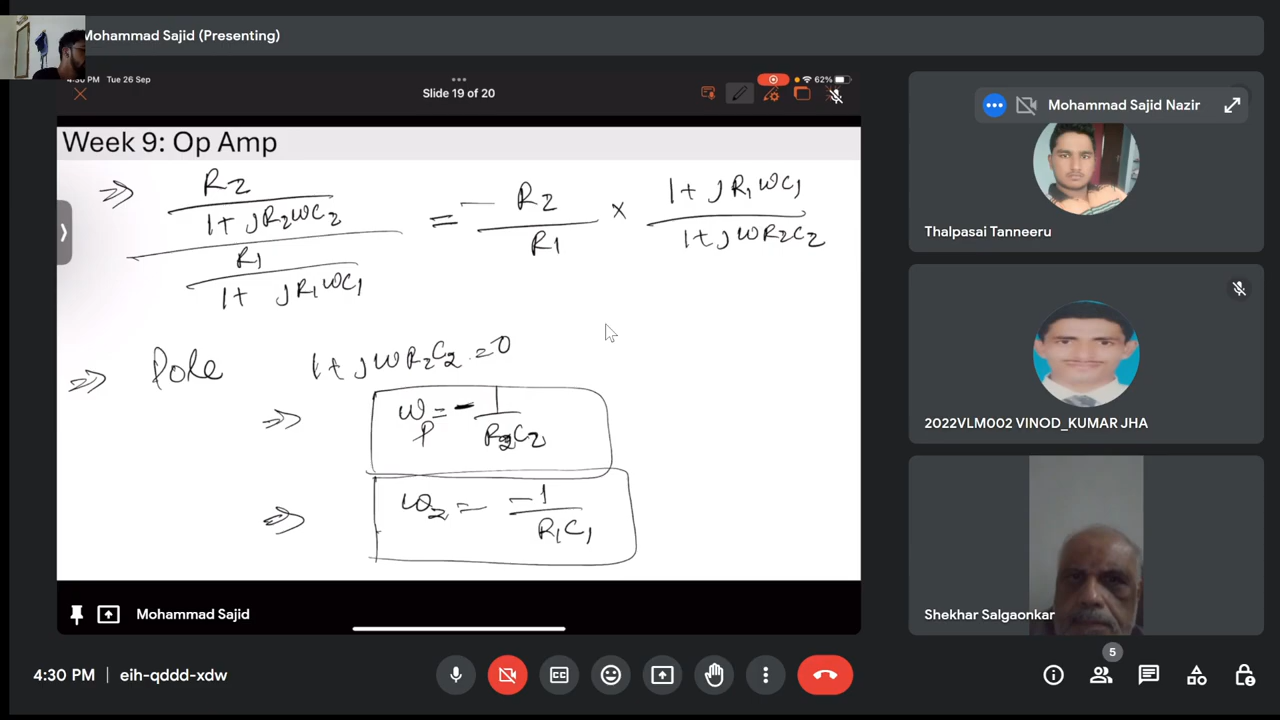 Mohammad Sajid (Presenting)
4:30 PM Tue 26 Sep
62%
Slide 19 of 20
Week 9: Op Amp
⇒ R2 / (1 + jR2ωC2) / R1 / (1 + jR1ωC1) = - R2 / R1 × (1 + jR1ωC1) / (1 + jωR2C2)
⇒ Pole 1 + jωR2C2 = 0
⇒ ωp = - 1 / R2C2
⇒ ωz = -1 / R1C1
Mohammad Sajid
Mohammad Sajid Nazir
Thalpasai Tanneeru
2022VLM002 VINOD_KUMAR JHA
Shekhar Salgaonkar
4:30 PM
eih-qddd-xdw
CC
5